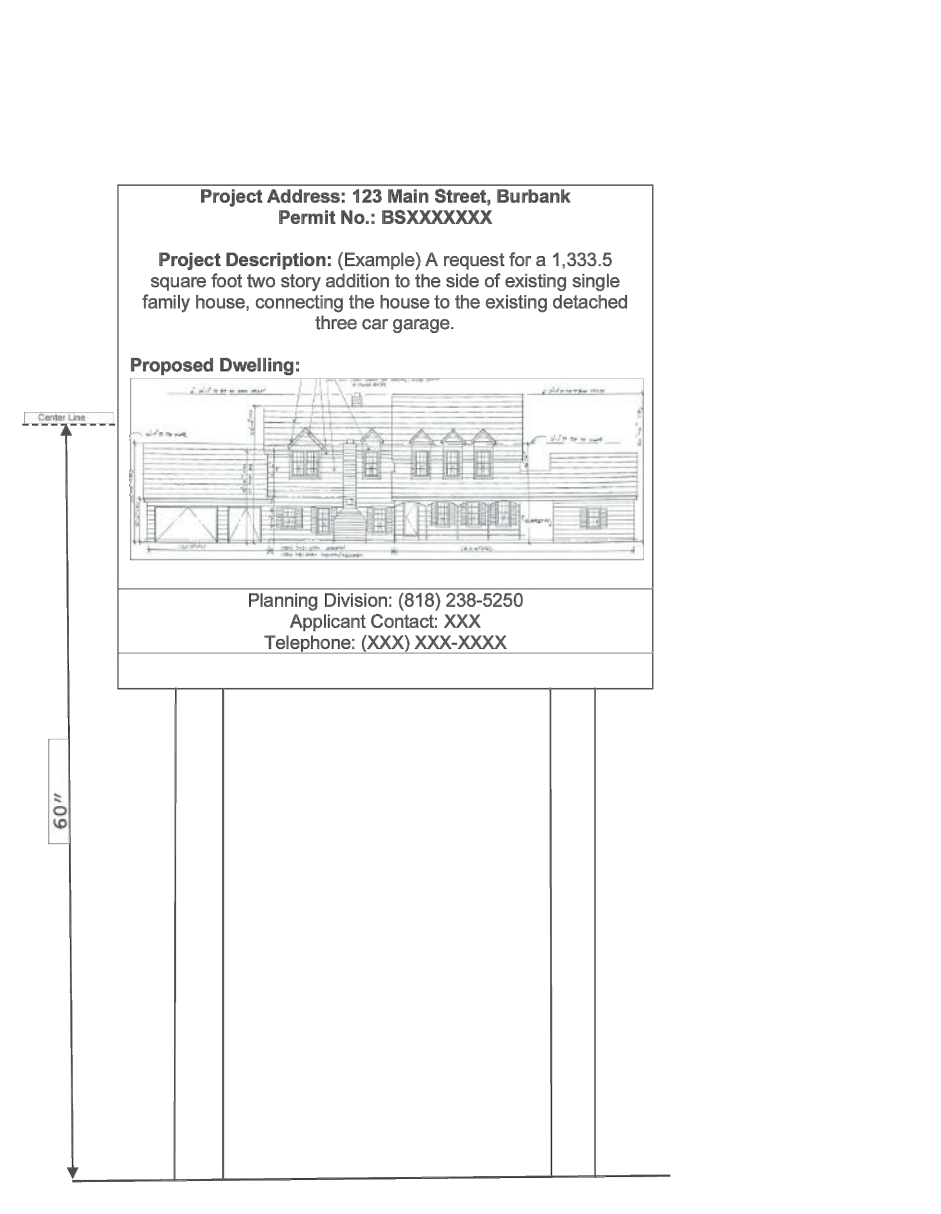 Project Address: 123 Main Street, Burbank
Permit No.: BSXXXXXXX
Project Description: (Example) A request for a 1,333.5
square foot two story addition to the side of existing single
family house, connecting the house to the existing detached
three car garage.
Proposed Dwelling:
Center Line
Planning Division: (818) 238-5250
Applicant Contact: XXX
Telephone: (XXX) XXX-XXXX
60"